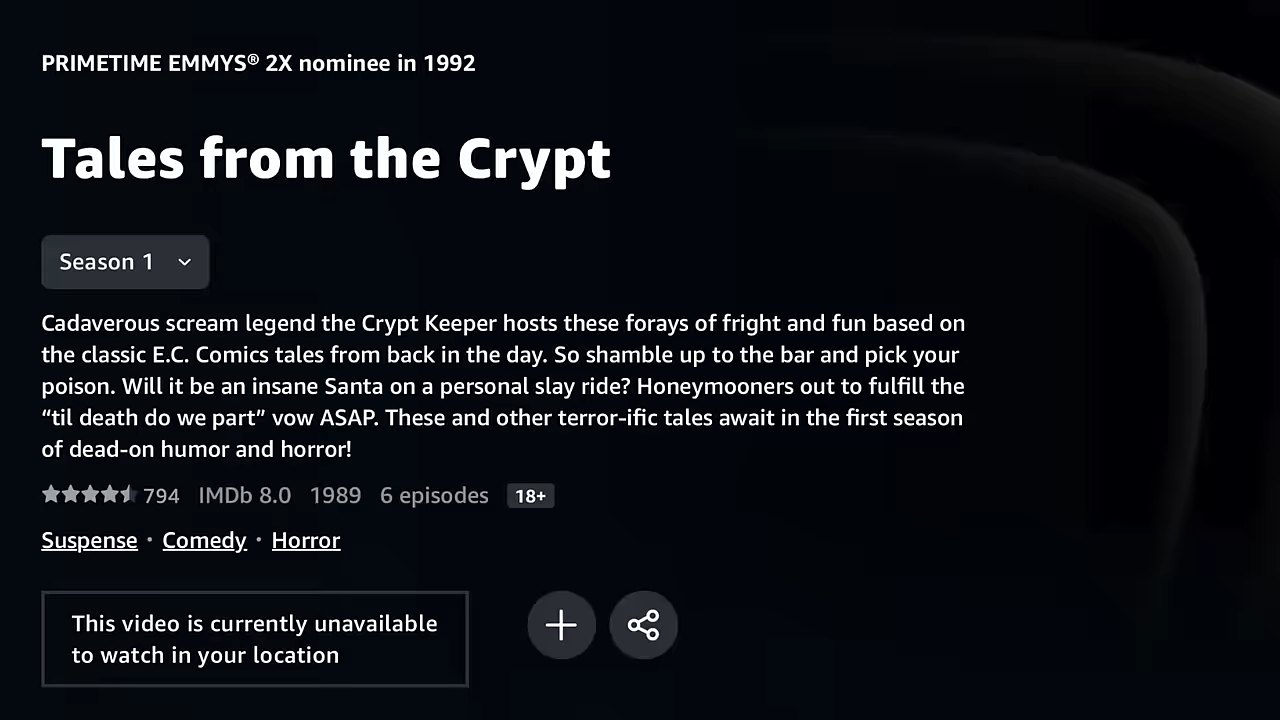 PRIMETIME EMMYS® 2X nominee in 1992
Tales from the Crypt
Season 1
Cadaverous scream legend the Crypt Keeper hosts these forays of fright and fun based on
the classic E.C. Comics tales from back in the day. So shamble up to the bar and pick your
poison. Will it be an insane Santa on a personal slay ride? Honeymooners out to fulfill the
“til death do we part” vow ASAP. These and other terror-ific tales await in the first season
of dead-on humor and horror!
794 IMDb 8.0 1989 6 episodes 18+
Suspense · Comedy · Horror
This video is currently unavailable
to watch in your location